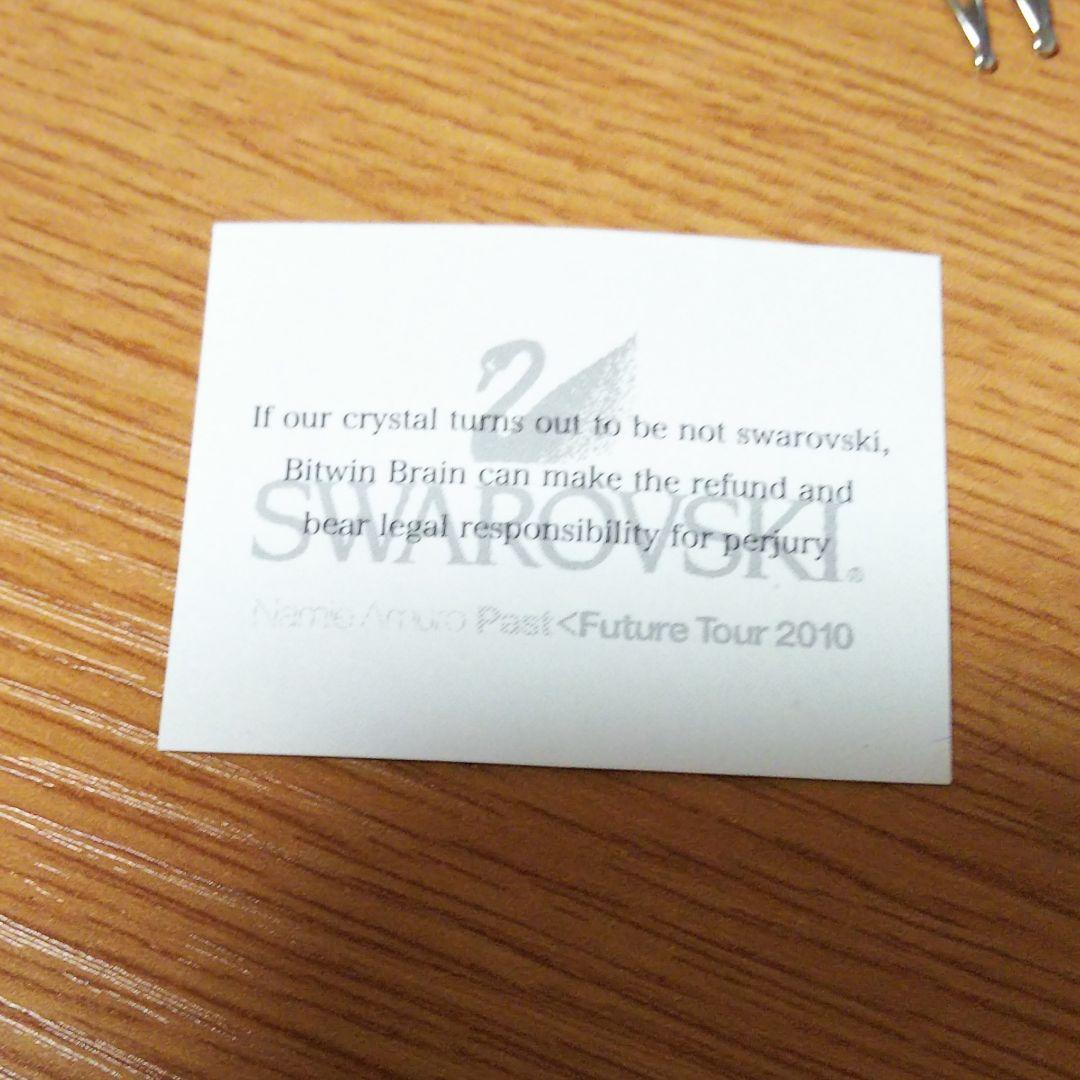 If our crystal turns out to be not swarovski,
Bitwin Brain can make the refund and
bear legal responsibility for perjury
SWAROVSKI®
Namie Amuro Past<Future Tour 2010